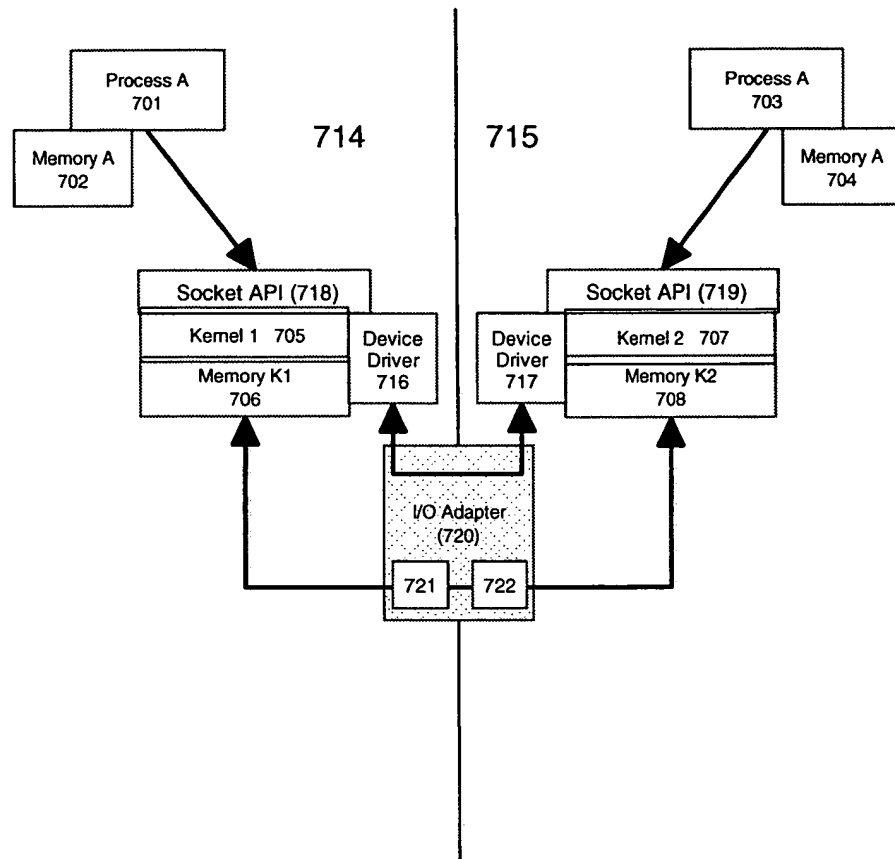 Process A
701
Memory A
702
714
715
Process A
703
Memory A
704
Socket API (718)
Kernel 1 705
Memory K1
706
Device
Driver
716
Socket API (719)
Device
Driver
717
Kernel 2 707
Memory K2
708
I/O Adapter
(720)
721
722